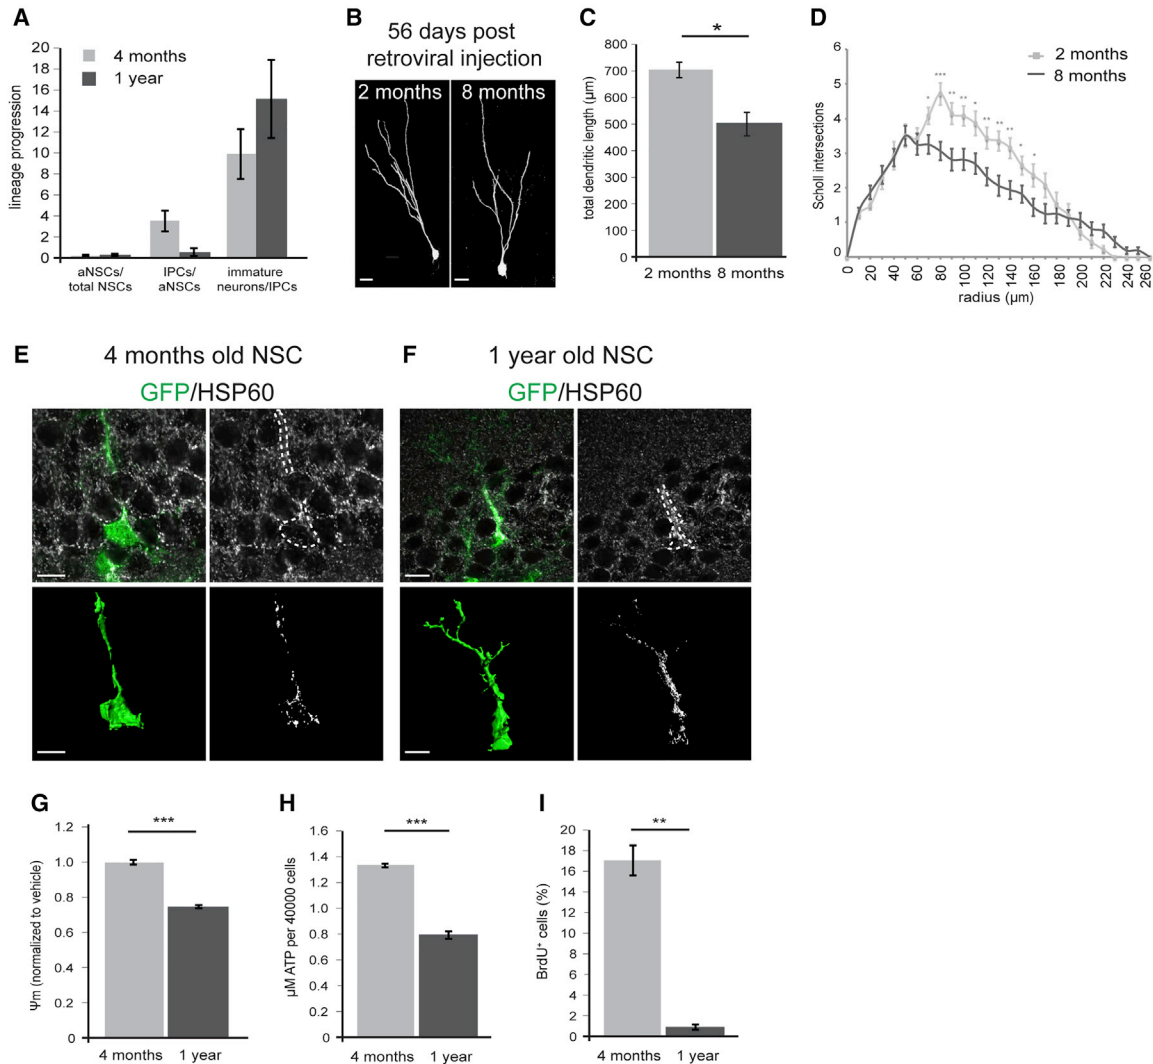 A
20
18
16
14
12
10
8
6
4
2
0
lineage progression
4 months
1 year
aNSCs/
total NSCs
IPCs/
aNSCs
immature
neurons/IPCs
B
56 days post
retroviral injection
2 months
8 months
C
*
800
700
600
500
400
300
200
100
0
total dendritic length (µm)
2 months
8 months
D
6
5
4
3
2
1
0
Scholl intersections
2 months
8 months
* *** ** ** * ** ** ** * *
0 20 40 60 80 100 120 140 160 180 200 220 240 260
radius (µm)
E
4 months old NSC
GFP/HSP60
F
1 year old NSC
GFP/HSP60
G
***
1.2
1.0
0.8
0.6
0.4
0.2
0
Ψm (normalized to vehicle)
4 months
1 year
H
***
1.6
1.4
1.2
1.0
0.8
0.6
0.4
0.2
0
µM ATP per 40000 cells
4 months
1 year
I
**
20
18
16
14
12
10
8
6
4
2
0
BrdU⁺ cells (%)
4 months
1 year